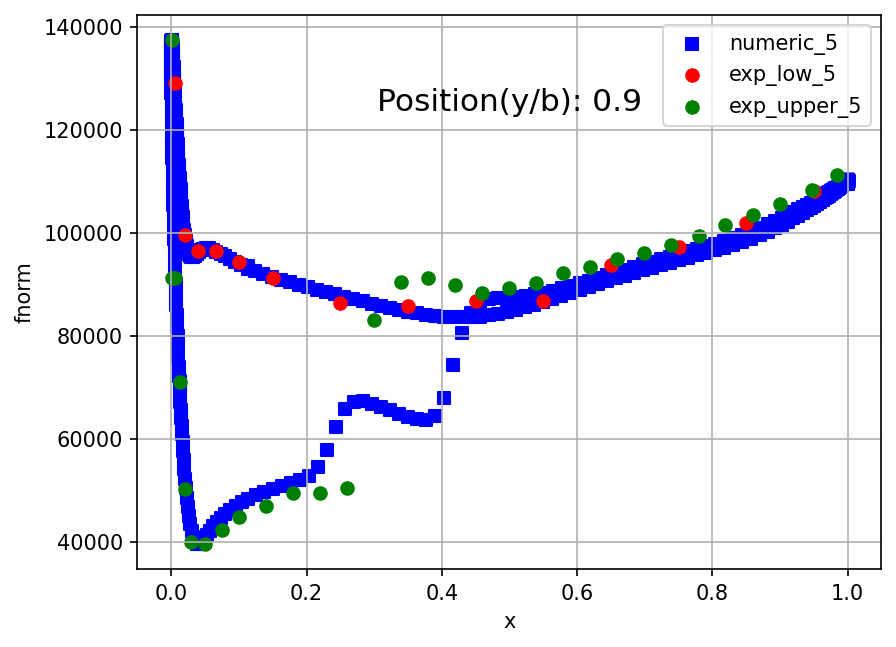 140000
120000
100000
80000
60000
40000
fnorm
Position(y/b): 0.9
numeric_5
exp_low_5
exp_upper_5
0.0 0.2 0.4 0.6 0.8 1.0
x